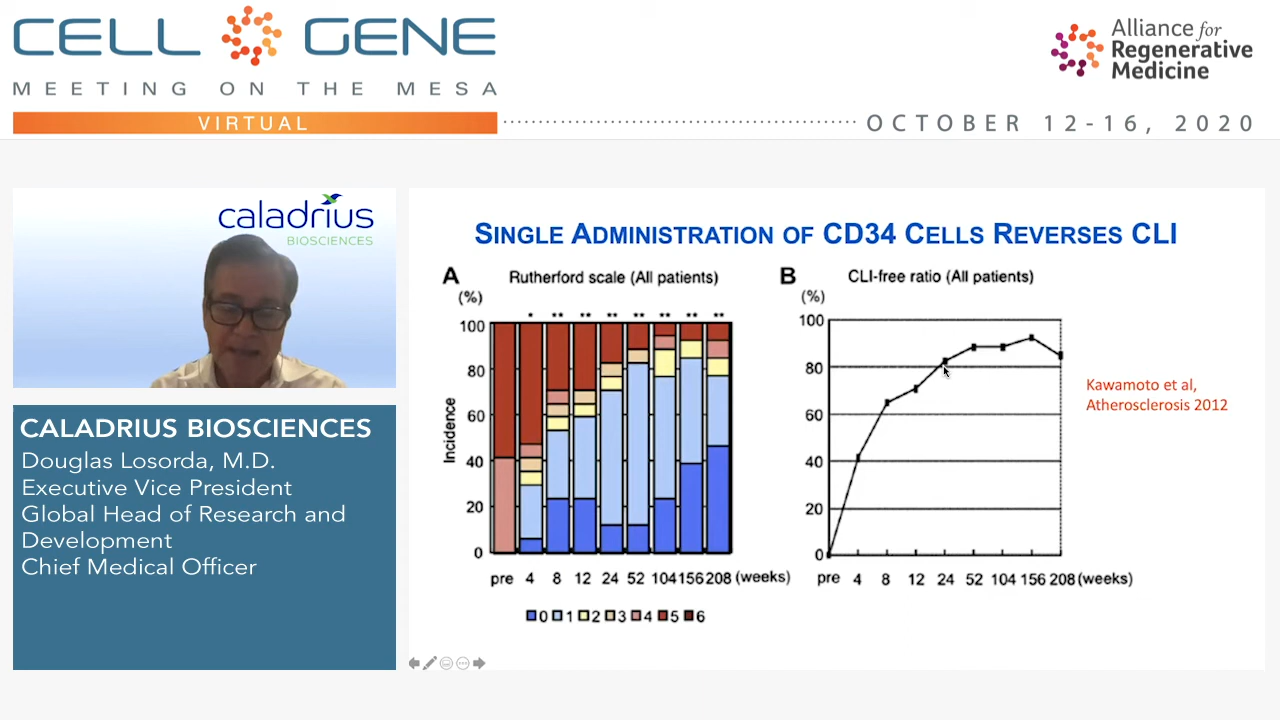 CELL GENE
MEETING ON THE MESA
VIRTUAL
Alliance for
Regenerative
Medicine
OCTOBER 12-16, 2020
caladrius
BIOSCIENCES
CALADRIUS BIOSCIENCES
Douglas Losorda, M.D.
Executive Vice President
Global Head of Research and
Development
Chief Medical Officer
SINGLE ADMINISTRATION OF CD34 CELLS REVERSES CLI
A Rutherford scale (All patients)
(%)
* ** ** ** ** ** ** **
100
80
60
40
20
0
Incidence
pre 4 8 12 24 52 104 156 208 (weeks)
0 1 2 3 4 5 6
B CLI-free ratio (All patients)
(%)
100
80
60
40
20
0
pre 4 8 12 24 52 104 156 208 (weeks)
Kawamoto et al,
Atherosclerosis 2012